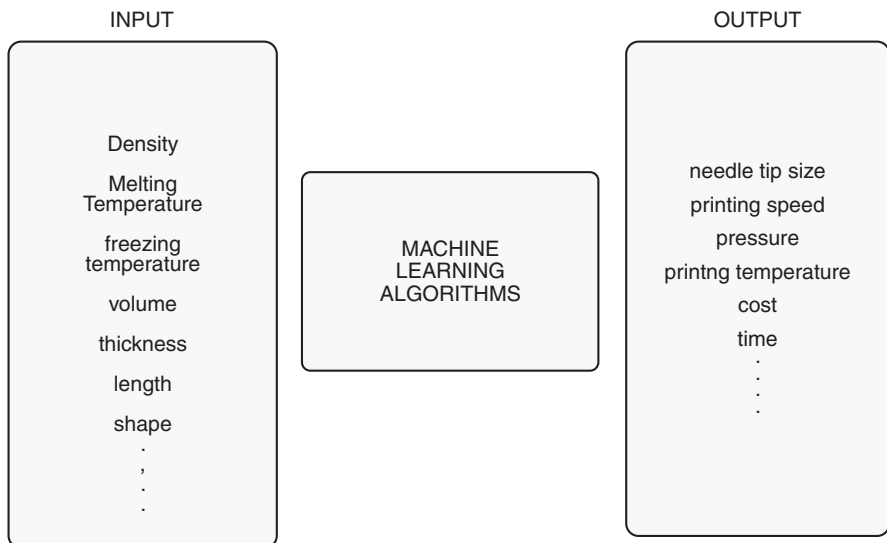 INPUT
Density
Melting
Temperature
freezing
temperature
volume
thickness
length
shape
.
,
.
.
MACHINE
LEARNING
ALGORITHMS
OUTPUT
needle tip size
printing speed
pressure
printng temperature
cost
time
.
.
.
.